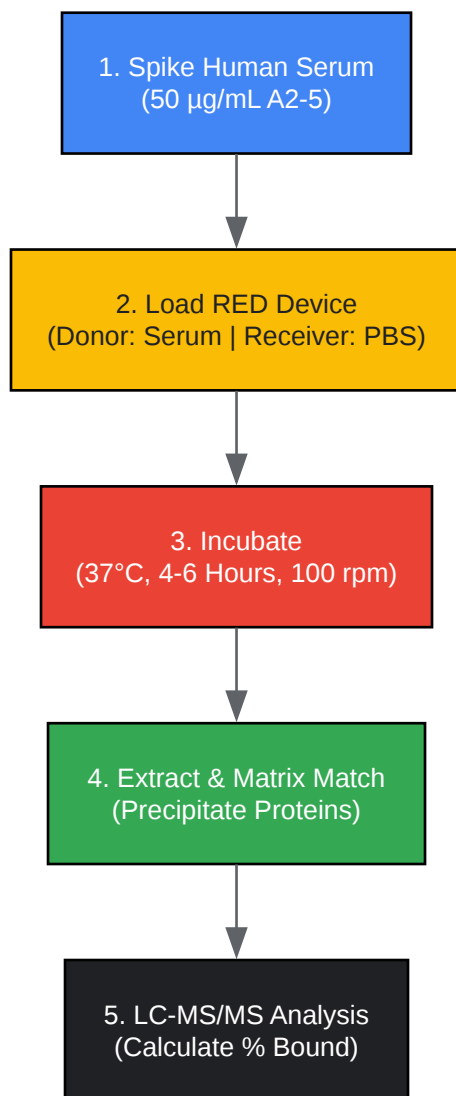 1. Spike Human Serum
(50 µg/mL A2-5)
2. Load RED Device
(Donor: Serum | Receiver: PBS)
3. Incubate
(37°C, 4-6 Hours, 100 rpm)
4. Extract & Matrix Match
(Precipitate Proteins)
5. LC-MS/MS Analysis
(Calculate % Bound)